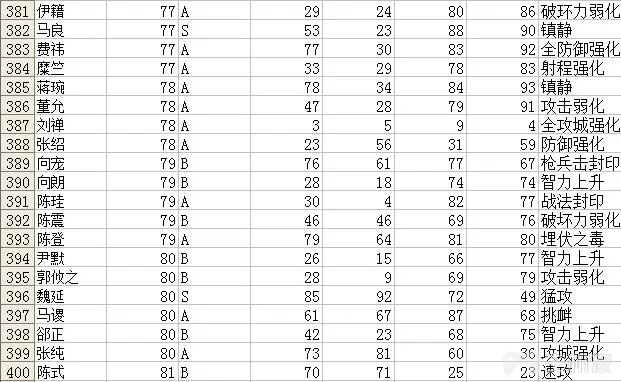 381 伊籍 77 A 29 24 80 86 破环力弱化
382 马良 77 S 53 23 88 90 镇静
383 费祎 77 A 77 30 83 92 全防御强化
384 糜竺 77 A 33 29 78 83 射程强化
385 蒋琬 78 A 78 34 84 93 镇静
386 董允 78 A 47 28 79 91 攻击弱化
387 刘禅 78 A 3 5 9 4 全攻城强化
388 张绍 78 A 23 56 31 59 防御强化
389 向宠 79 B 76 61 77 67 枪兵击封印
390 向朗 79 B 28 18 74 74 智力上升
391 陈珪 79 A 30 4 82 77 战法封印
392 陈震 79 B 46 46 69 76 破坏力弱化
393 陈登 79 A 79 64 81 80 埋伏之毒
394 尹默 80 B 26 15 66 77 智力上升
395 郭攸之 80 B 28 9 69 79 攻击弱化
396 魏延 80 S 85 92 72 49 猛攻
397 马谡 80 A 61 67 87 68 挑衅
398 郤正 80 B 42 23 68 75 智力上升
399 张纯 80 A 73 81 60 36 攻城强化
400 陈式 81 B 70 71 25 23 速攻